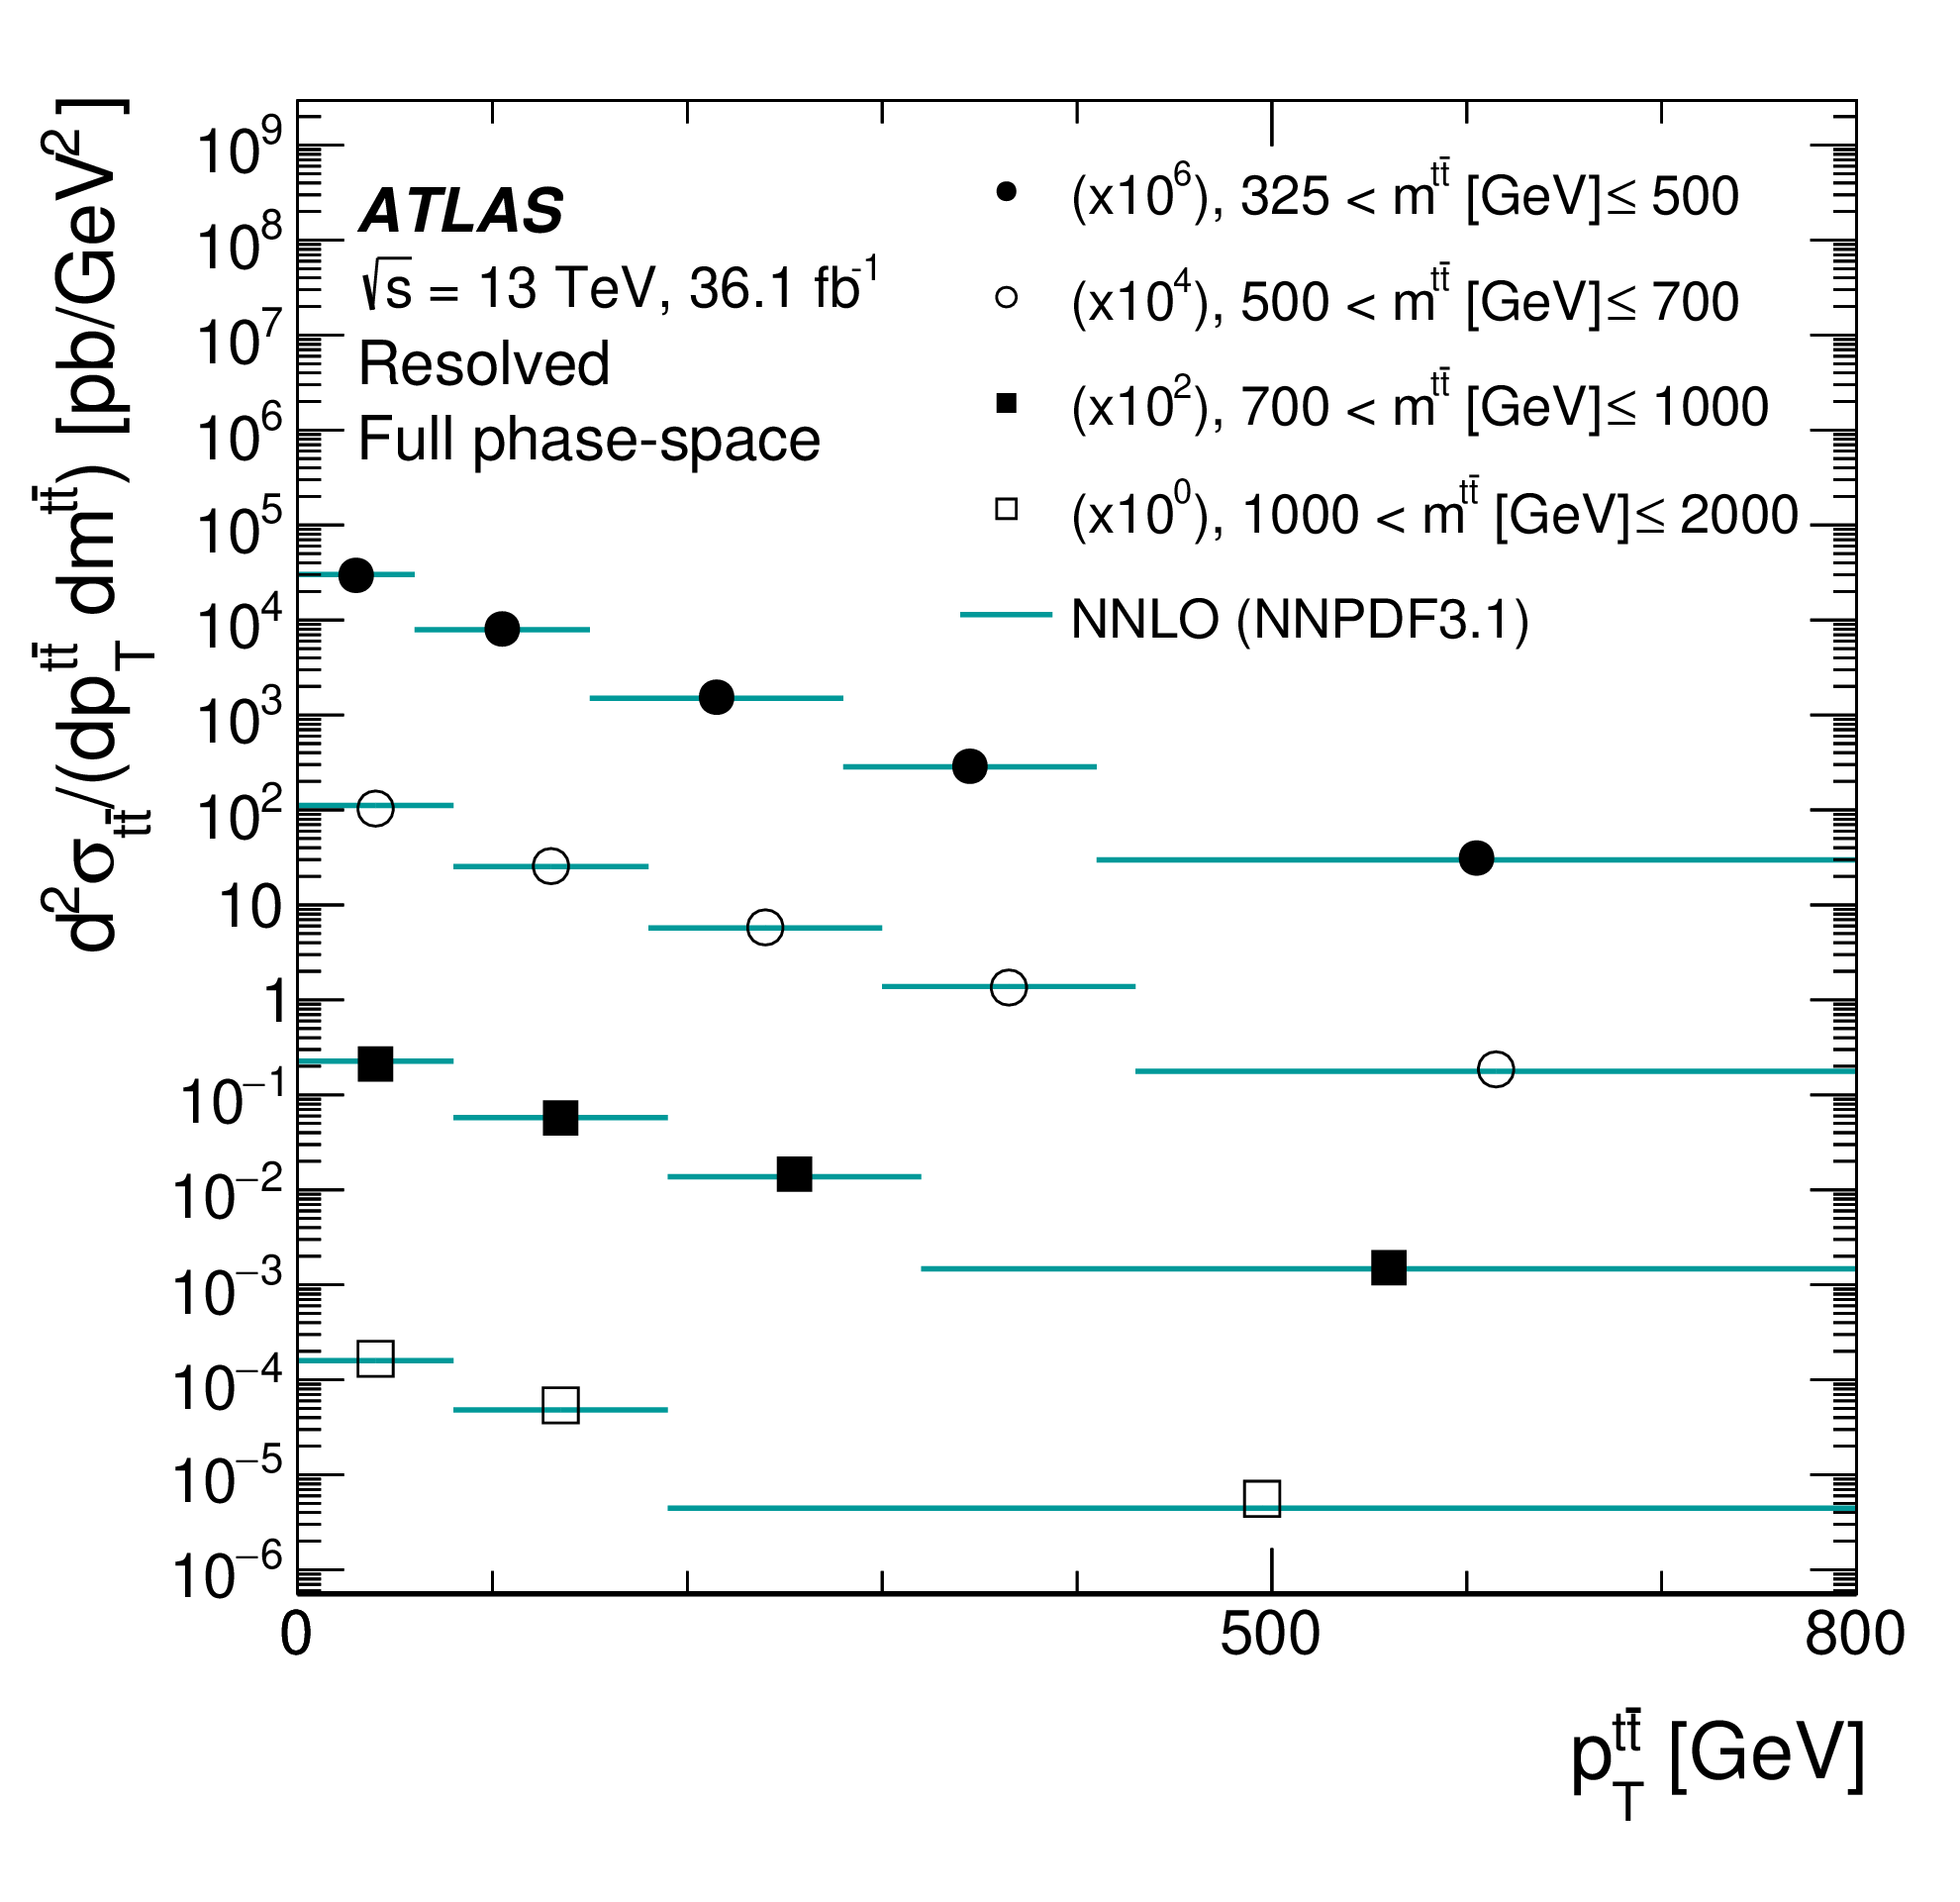 d²σ_tt̄/(dp_T^tt̄ dm^tt̄) [pb/GeV²]
10⁹
10⁸
10⁷
10⁶
10⁵
10⁴
10³
10²
10
1
10⁻¹
10⁻²
10⁻³
10⁻⁴
10⁻⁵
10⁻⁶
ATLAS
√s = 13 TeV, 36.1 fb⁻¹
Resolved
Full phase-space
(x10⁶), 325 < m^tt̄ [GeV]≤ 500
(x10⁴), 500 < m^tt̄ [GeV]≤ 700
(x10²), 700 < m^tt̄ [GeV]≤ 1000
(x10⁰), 1000 < m^tt̄ [GeV]≤ 2000
NNLO (NNPDF3.1)
0 500 800
p_T^tt̄ [GeV]